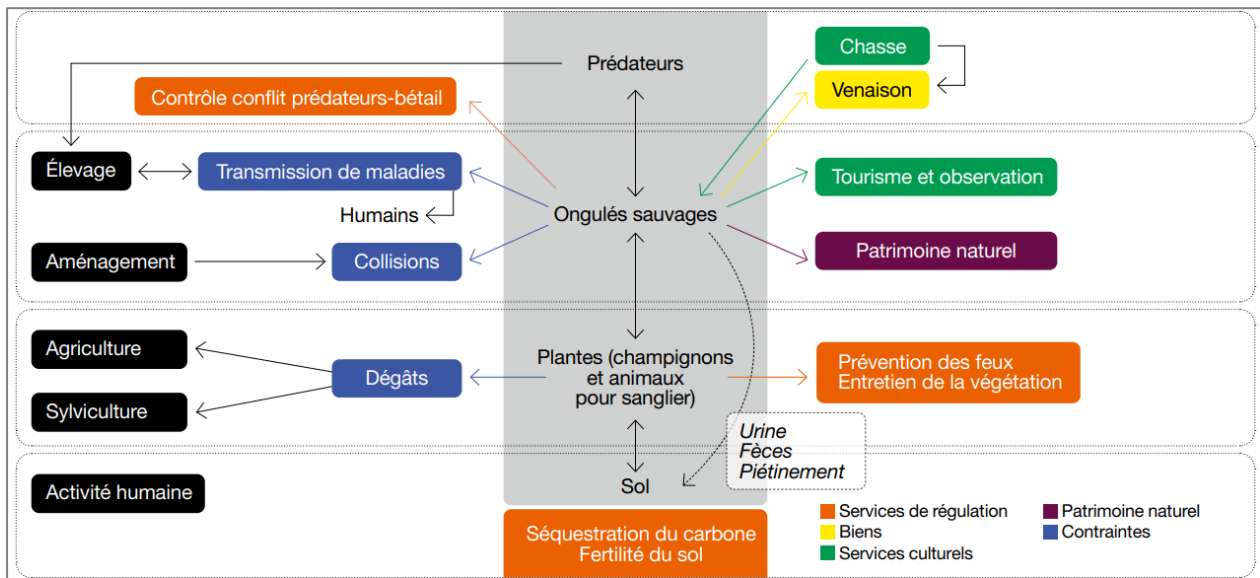 Prédateurs
Chasse
Venaison
Contrôle conflit prédateurs-bétail
Élevage
Transmission de maladies
Humains
Ongulés sauvages
Tourisme et observation
Aménagement
Collisions
Patrimoine naturel
Agriculture
Sylviculture
Dégâts
Plantes (champignons
et animaux
pour sanglier)
Prévention des feux
Entretien de la végétation
Urine
Fèces
Piétinement
Activité humaine
Sol
Séquestration du carbone
Fertilité du sol
Services de régulation
Biens
Services culturels
Patrimoine naturel
Contraintes